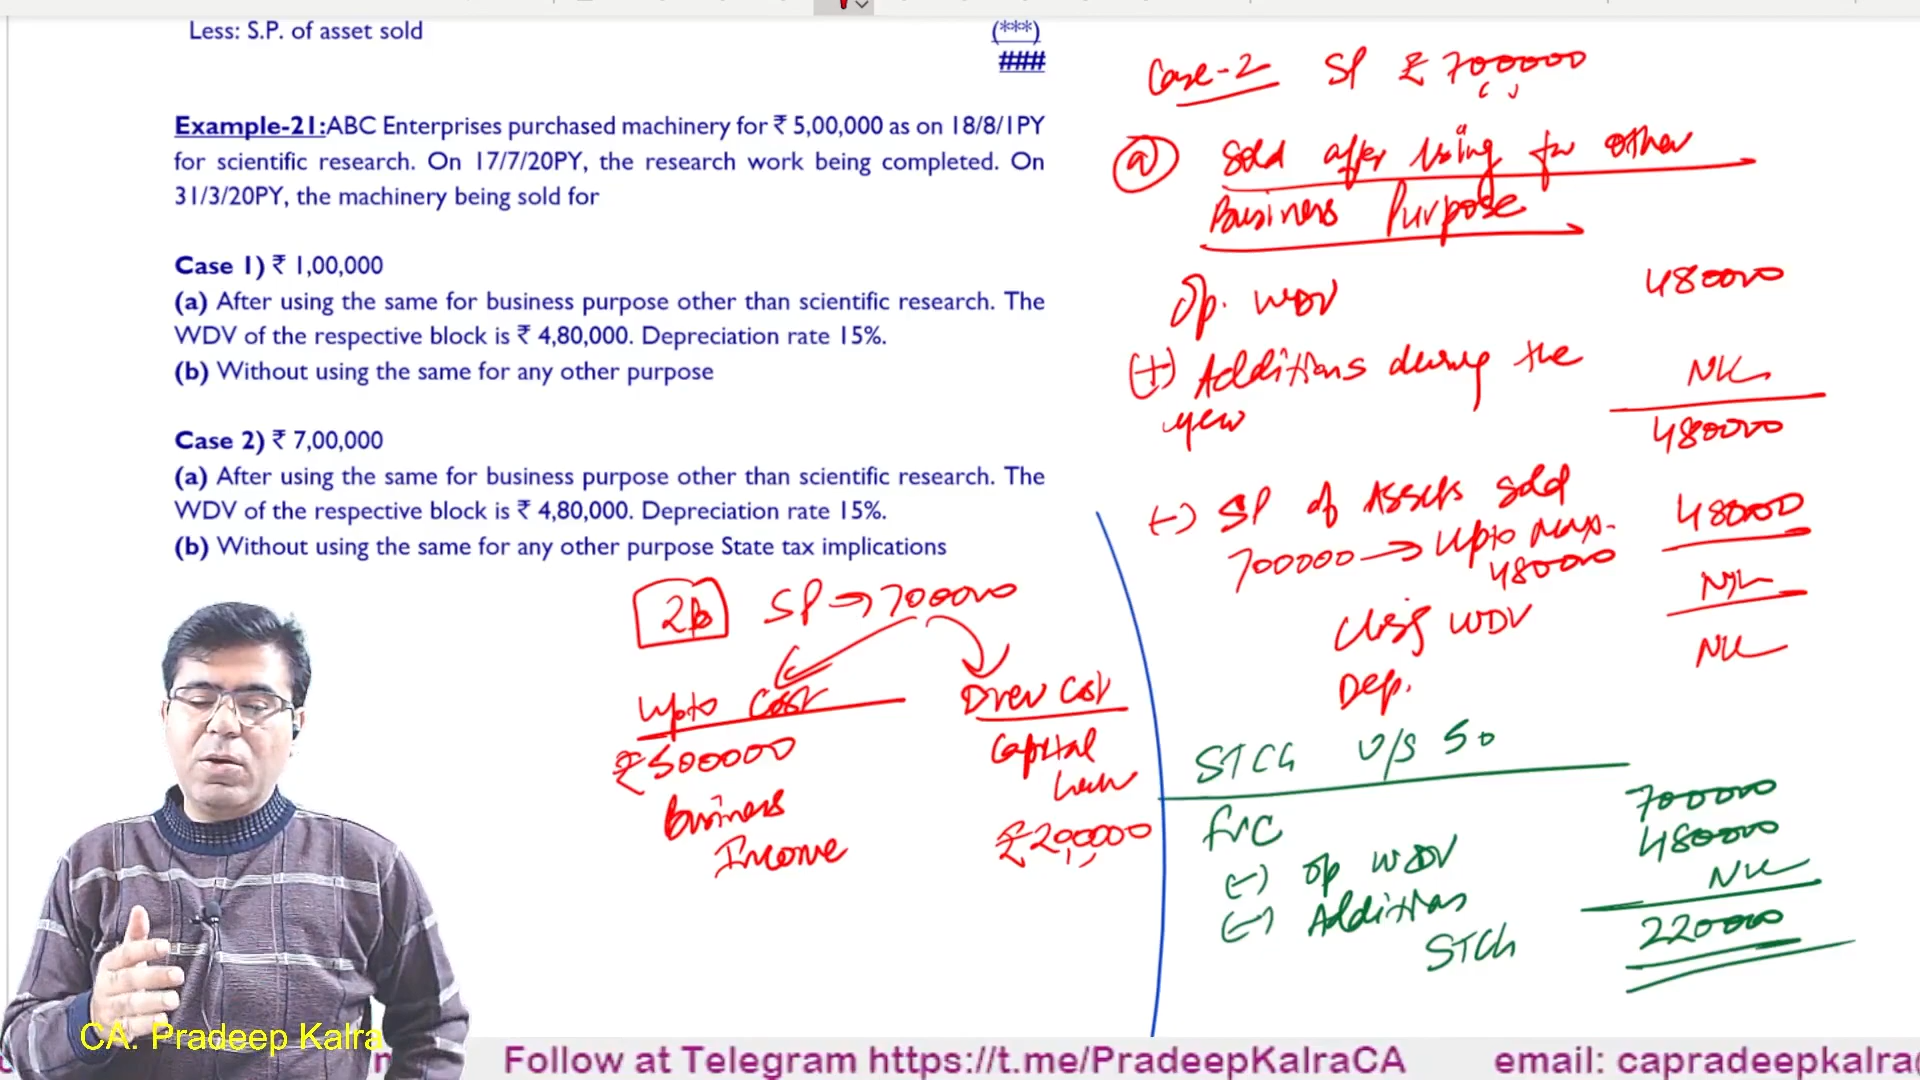 Less: S.P. of asset sold (***)
###
Example-21:ABC Enterprises purchased machinery for ₹ 5,00,000 as on 18/8/1PY
for scientific research. On 17/7/20PY, the research work being completed. On
31/3/20PY, the machinery being sold for
Case 1) ₹ 1,00,000
(a) After using the same for business purpose other than scientific research. The
WDV of the respective block is ₹ 4,80,000. Depreciation rate 15%.
(b) Without using the same for any other purpose
Case 2) ₹ 7,00,000
(a) After using the same for business purpose other than scientific research. The
WDV of the respective block is ₹ 4,80,000. Depreciation rate 15%.
(b) Without using the same for any other purpose State tax implications
2b SP → 700000
Upto Cost
₹500000
Business
Income
Over Cost
Capital
₹200000
Case-2 SP ₹ 700000
(a) Sold after Using for other
Business Purpose
Op. WDV 480000
(+) Additions during the
year
NIL
480000
(-) SP of Assets sold 480000
700000 → Upto max.
480000
NIL
Closing WDV
NIL
Dep.
STCG U/S 50
FVC 700000
(-) Op WDV 480000
(-) Additions NIL
STCG 220000
CA. Pradeep Kalra
Follow at Telegram https://t.me/PradeepKalraCA email: capradeepkalra